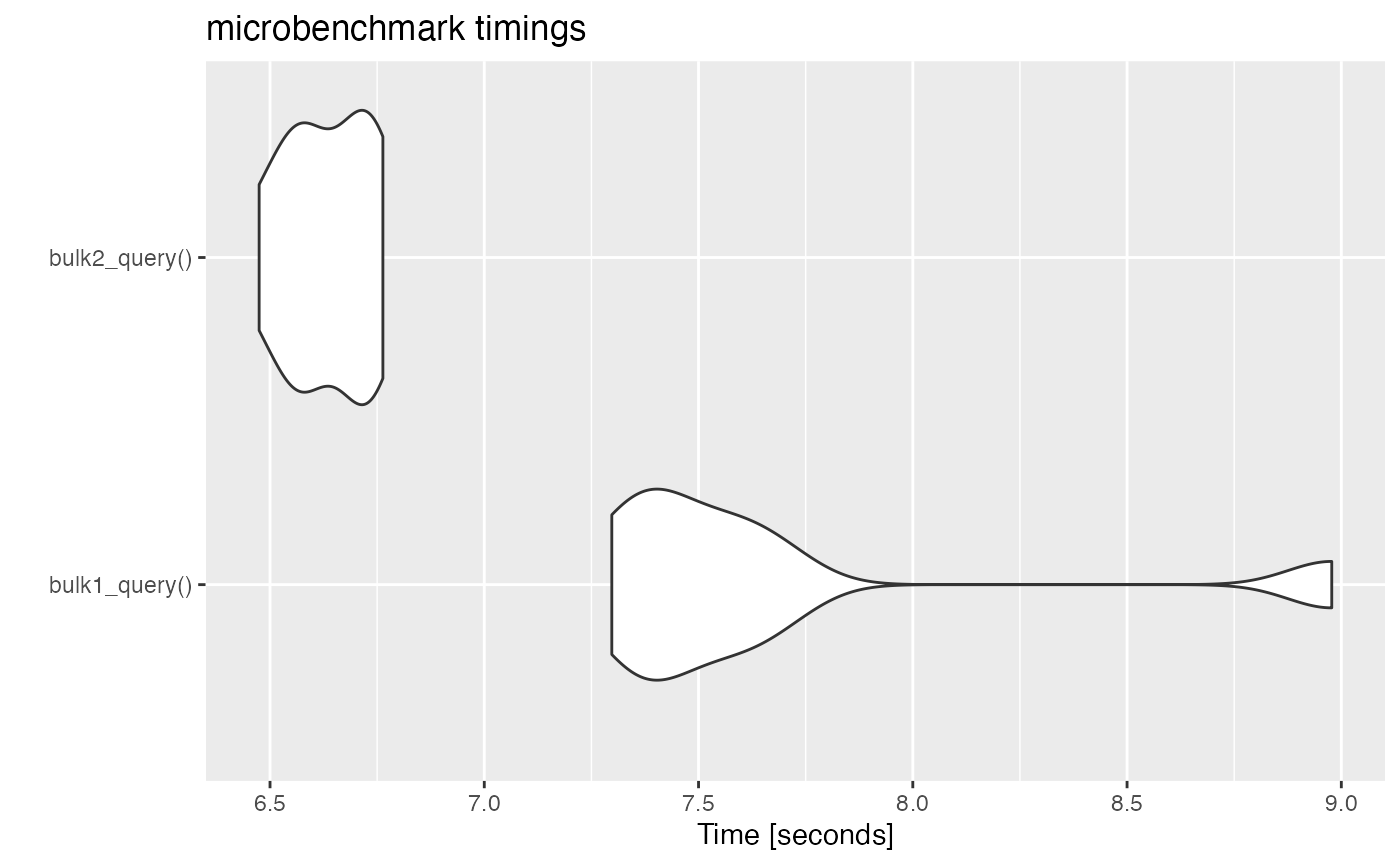 microbenchmark timings
bulk2_query()
bulk1_query()
6.5 7.0 7.5 8.0 8.5 9.0
Time [seconds]